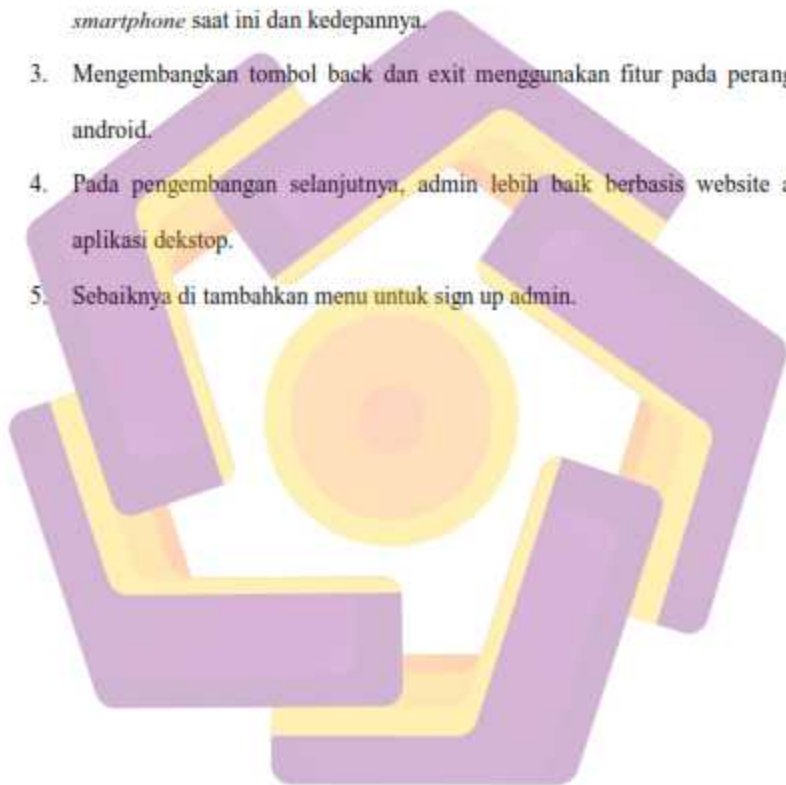 smartphone saat ini dan kedepannya.
3. Mengembangkan tombol back dan exit menggunakan fitur pada
android.
4. Pada pengembangan selanjutnya, admin lebih baik berbasis website
aplikasi dekstop.
5. Sebaiknya di tambahkan menu untuk sign up admin.